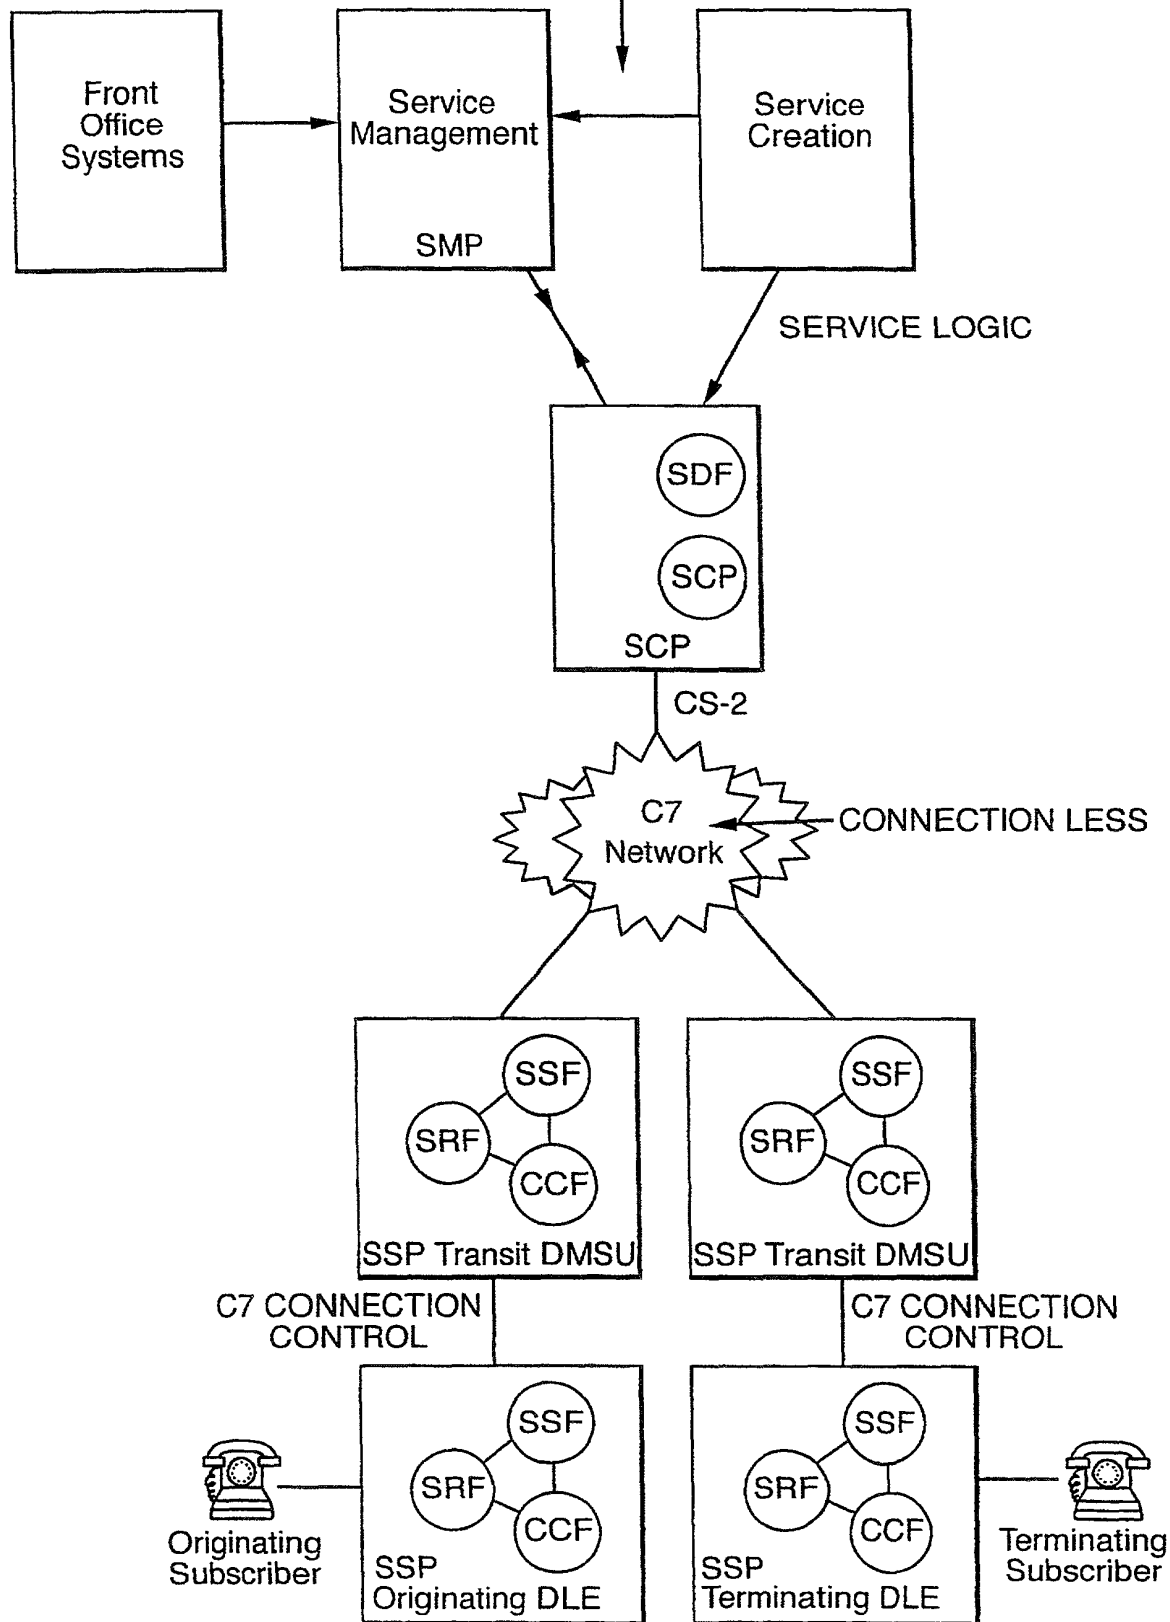 Front
Office
Systems
Service
Management
SMP
Service
Creation
SERVICE LOGIC
SDF
SCP
SCP
CS-2
C7
Network
CONNECTION LESS
SSF
SRF
CCF
SSP Transit DMSU
SSF
SRF
CCF
SSP Transit DMSU
C7 CONNECTION
CONTROL
C7 CONNECTION
CONTROL
SSF
SRF
CCF
SSP
Originating DLE
SSF
SRF
CCF
SSP
Terminating DLE
Originating
Subscriber
Terminating
Subscriber